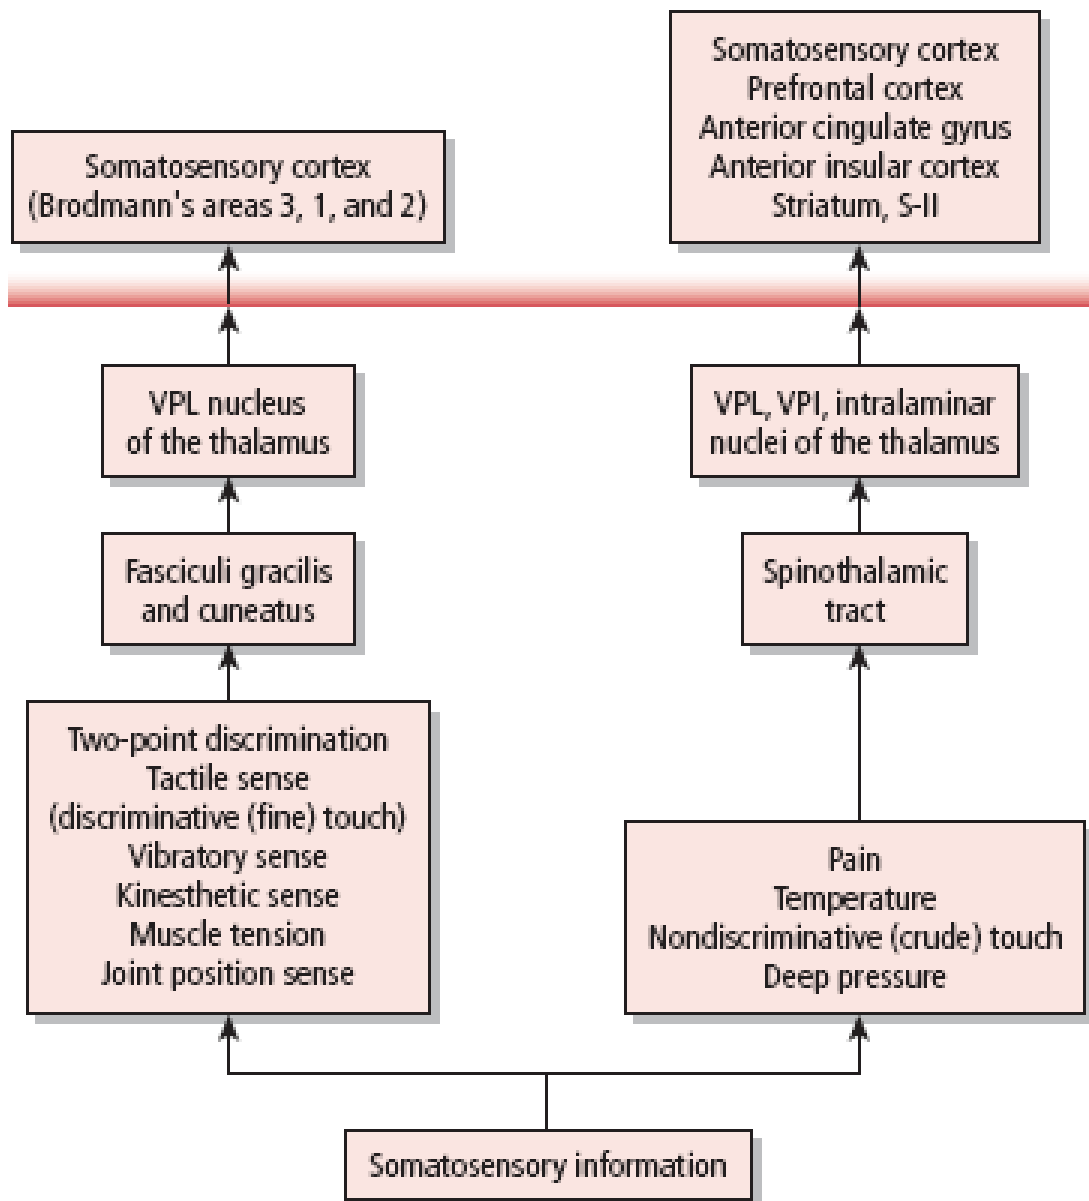 Somatosensory cortex
Prefrontal cortex
Anterior cingulate gyrus
Anterior insular cortex
Striatum, S-II
Somatosensory cortex
(Brodmann's areas 3, 1, and 2)
VPL nucleus
of the thalamus
VPL, VPI, intralaminar
nuclei of the thalamus
Fasciculi gracilis
and cuneatus
Spinothalamic
tract
Two-point discrimination
Tactile sense
(discriminative (fine) touch)
Vibratory sense
Kinesthetic sense
Muscle tension
Joint position sense
Pain
Temperature
Nondiscriminative (crude) touch
Deep pressure
Somatosensory information